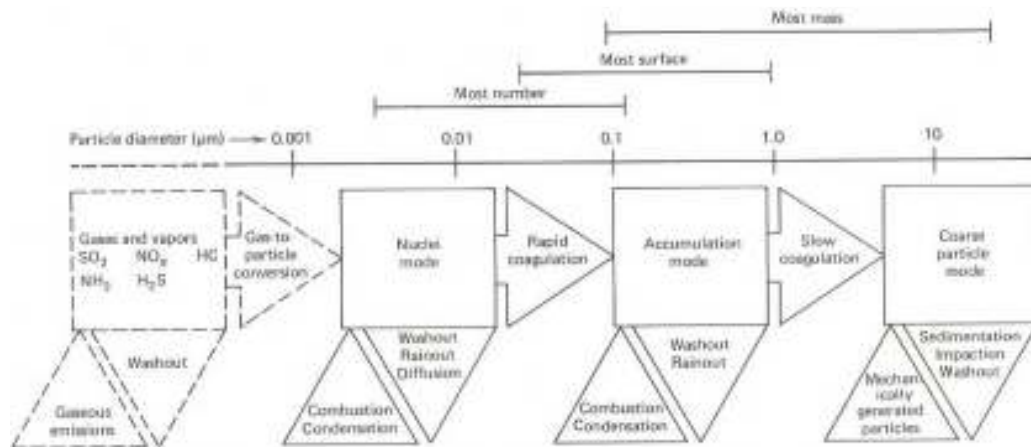 Most mass
Most surface
Most number
Particle diameter (μm) → 0.001 0.01 0.1 1.0 10
Gases and vapors
SO₂ NOₓ HC
NH₃ H₂S
Gas to
particle
conversion
Nuclei
mode
Rapid
coagulation
Accumulation
mode
Slow
coagulation
Coarse
particle
mode
Gaseous
emissions
Washout
Combustion
Condensation
Washout
Rainout
Diffusion
Combustion
Condensation
Washout
Rainout
Mechan-
ically
generated
particles
Sedimentation
Impaction
Washout